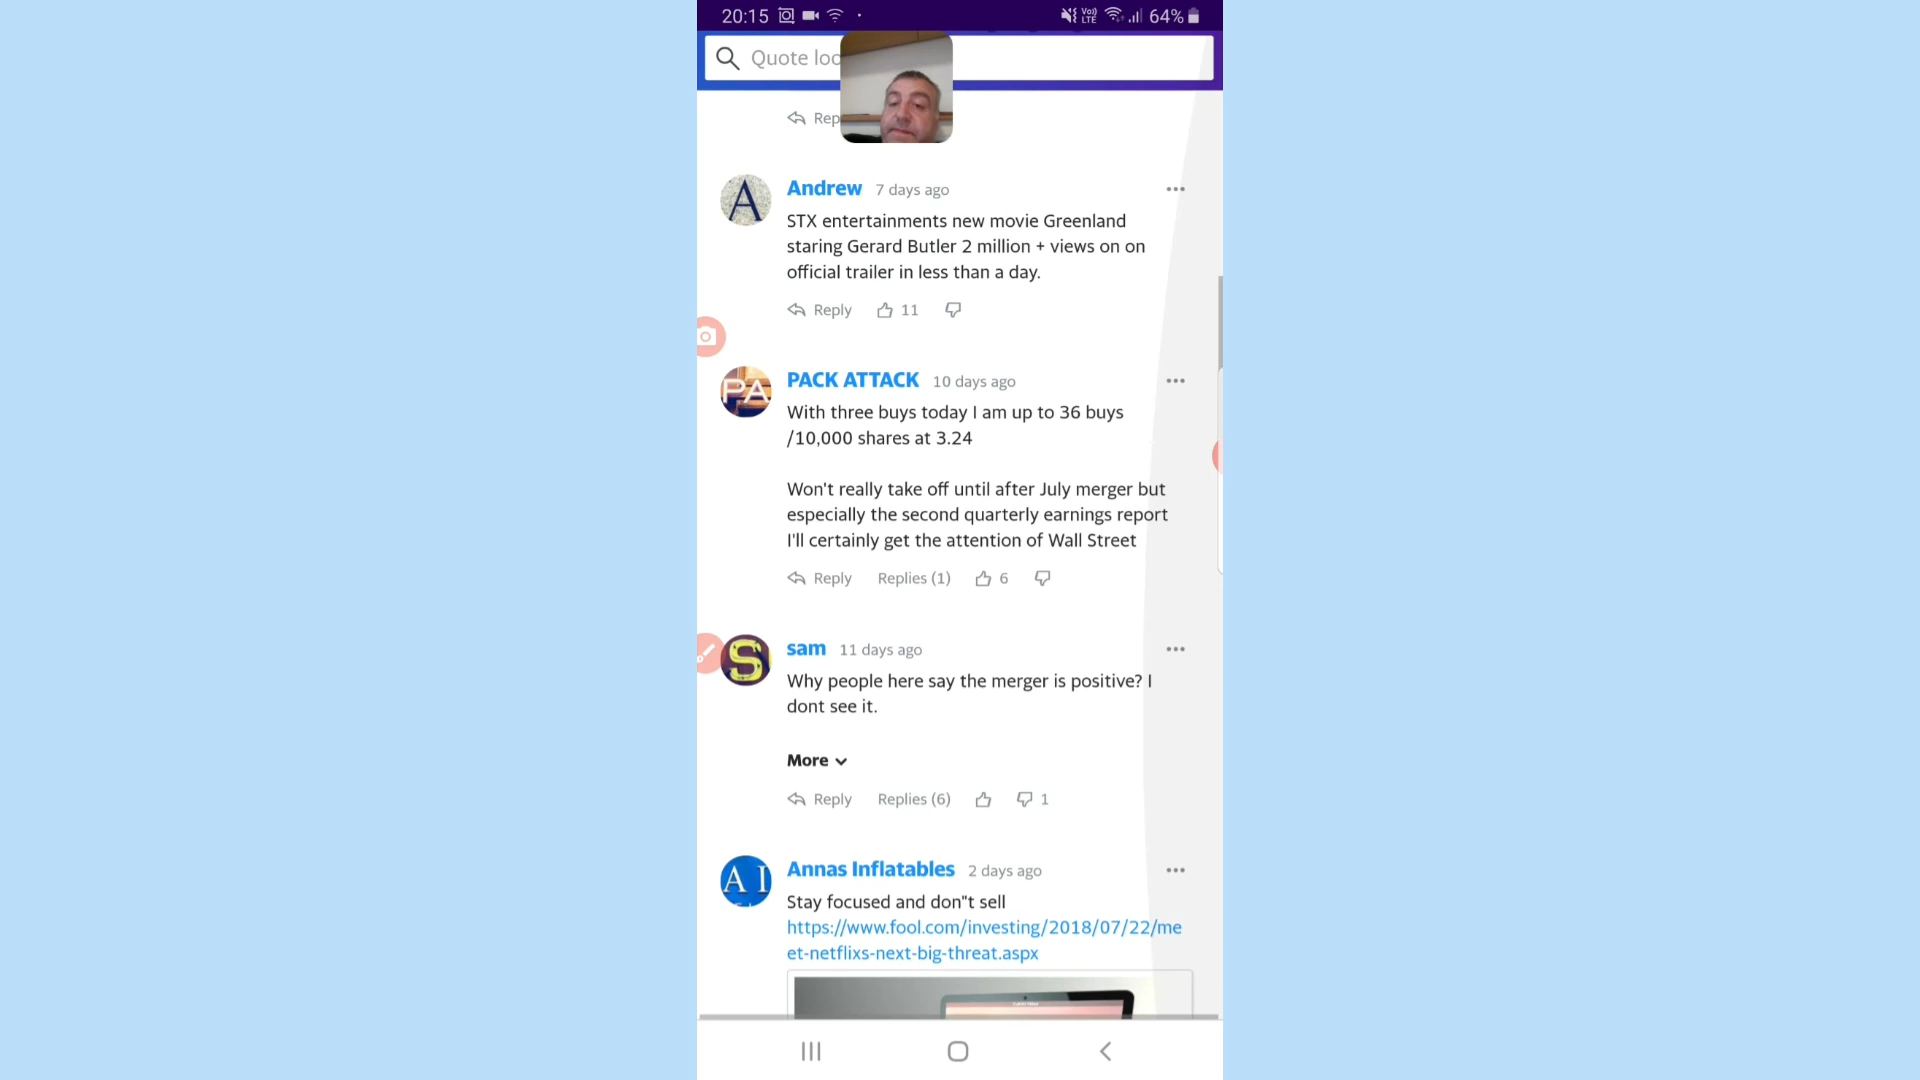 20:15
Vo)) LTE 64%
Quote
Andrew 7 days ago
A
STX entertainments new movie Greenland
staring Gerard Butler 2 million + views on on
official trailer in less than a day.
Reply 11
PACK ATTACK 10 days ago
PA
With three buys today I am up to 36 buys
/10,000 shares at 3.24
Won't really take off until after July merger but
especially the second quarterly earnings report
I'll certainly get the attention of Wall Street
Reply Replies (1) 6
sam 11 days ago
S
Why people here say the merger is positive? I
dont see it.
More
Reply Replies (6) 1
Annas Inflatables 2 days ago
AI
Stay focused and don"t sell
https://www.fool.com/investing/2018/07/22/me
et-netflixs-next-big-threat.aspx